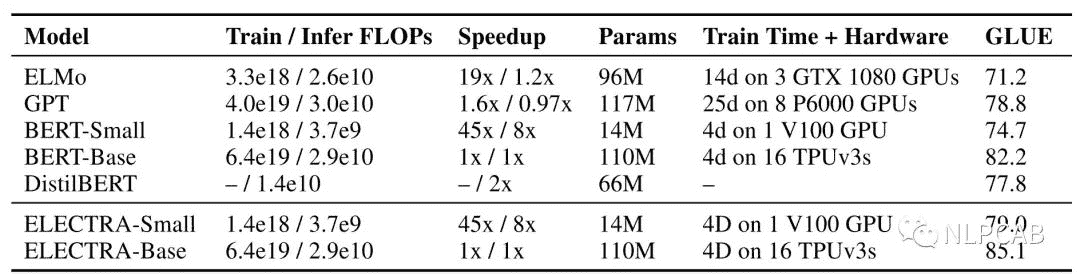 Model Train / Infer FLOPs Speedup Params Train Time + Hardware GLUE
ELMo 3.3e18 / 2.6e10 19x / 1.2x 96M 14d on 3 GTX 1080 GPUs 71.2
GPT 4.0e19 / 3.0e10 1.6x / 0.97x 117M 25d on 8 P6000 GPUs 78.8
BERT-Small 1.4e18 / 3.7e9 45x / 8x 14M 4d on 1 V100 GPU 74.7
BERT-Base 6.4e19 / 2.9e10 1x / 1x 110M 4d on 16 TPUv3s 82.2
DistilBERT – / 1.4e10 – / 2x 66M – 77.8
ELECTRA-Small 1.4e18 / 3.7e9 45x / 8x 14M 4D on 1 V100 GPU 79.0
ELECTRA-Base 6.4e19 / 2.9e10 1x / 1x 110M 4D on 16 TPUv3s 85.1
NLPCAB